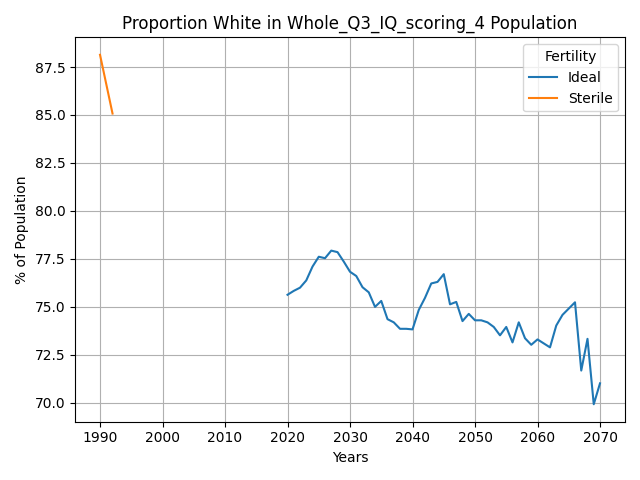 Proportion White in Whole_Q3_IQ_scoring_4 Population
Fertility
Ideal
Sterile
87.5
85.0
82.5
80.0
77.5
75.0
72.5
70.0
% of Population
1990 2000 2010 2020 2030 2040 2050 2060 2070
Years